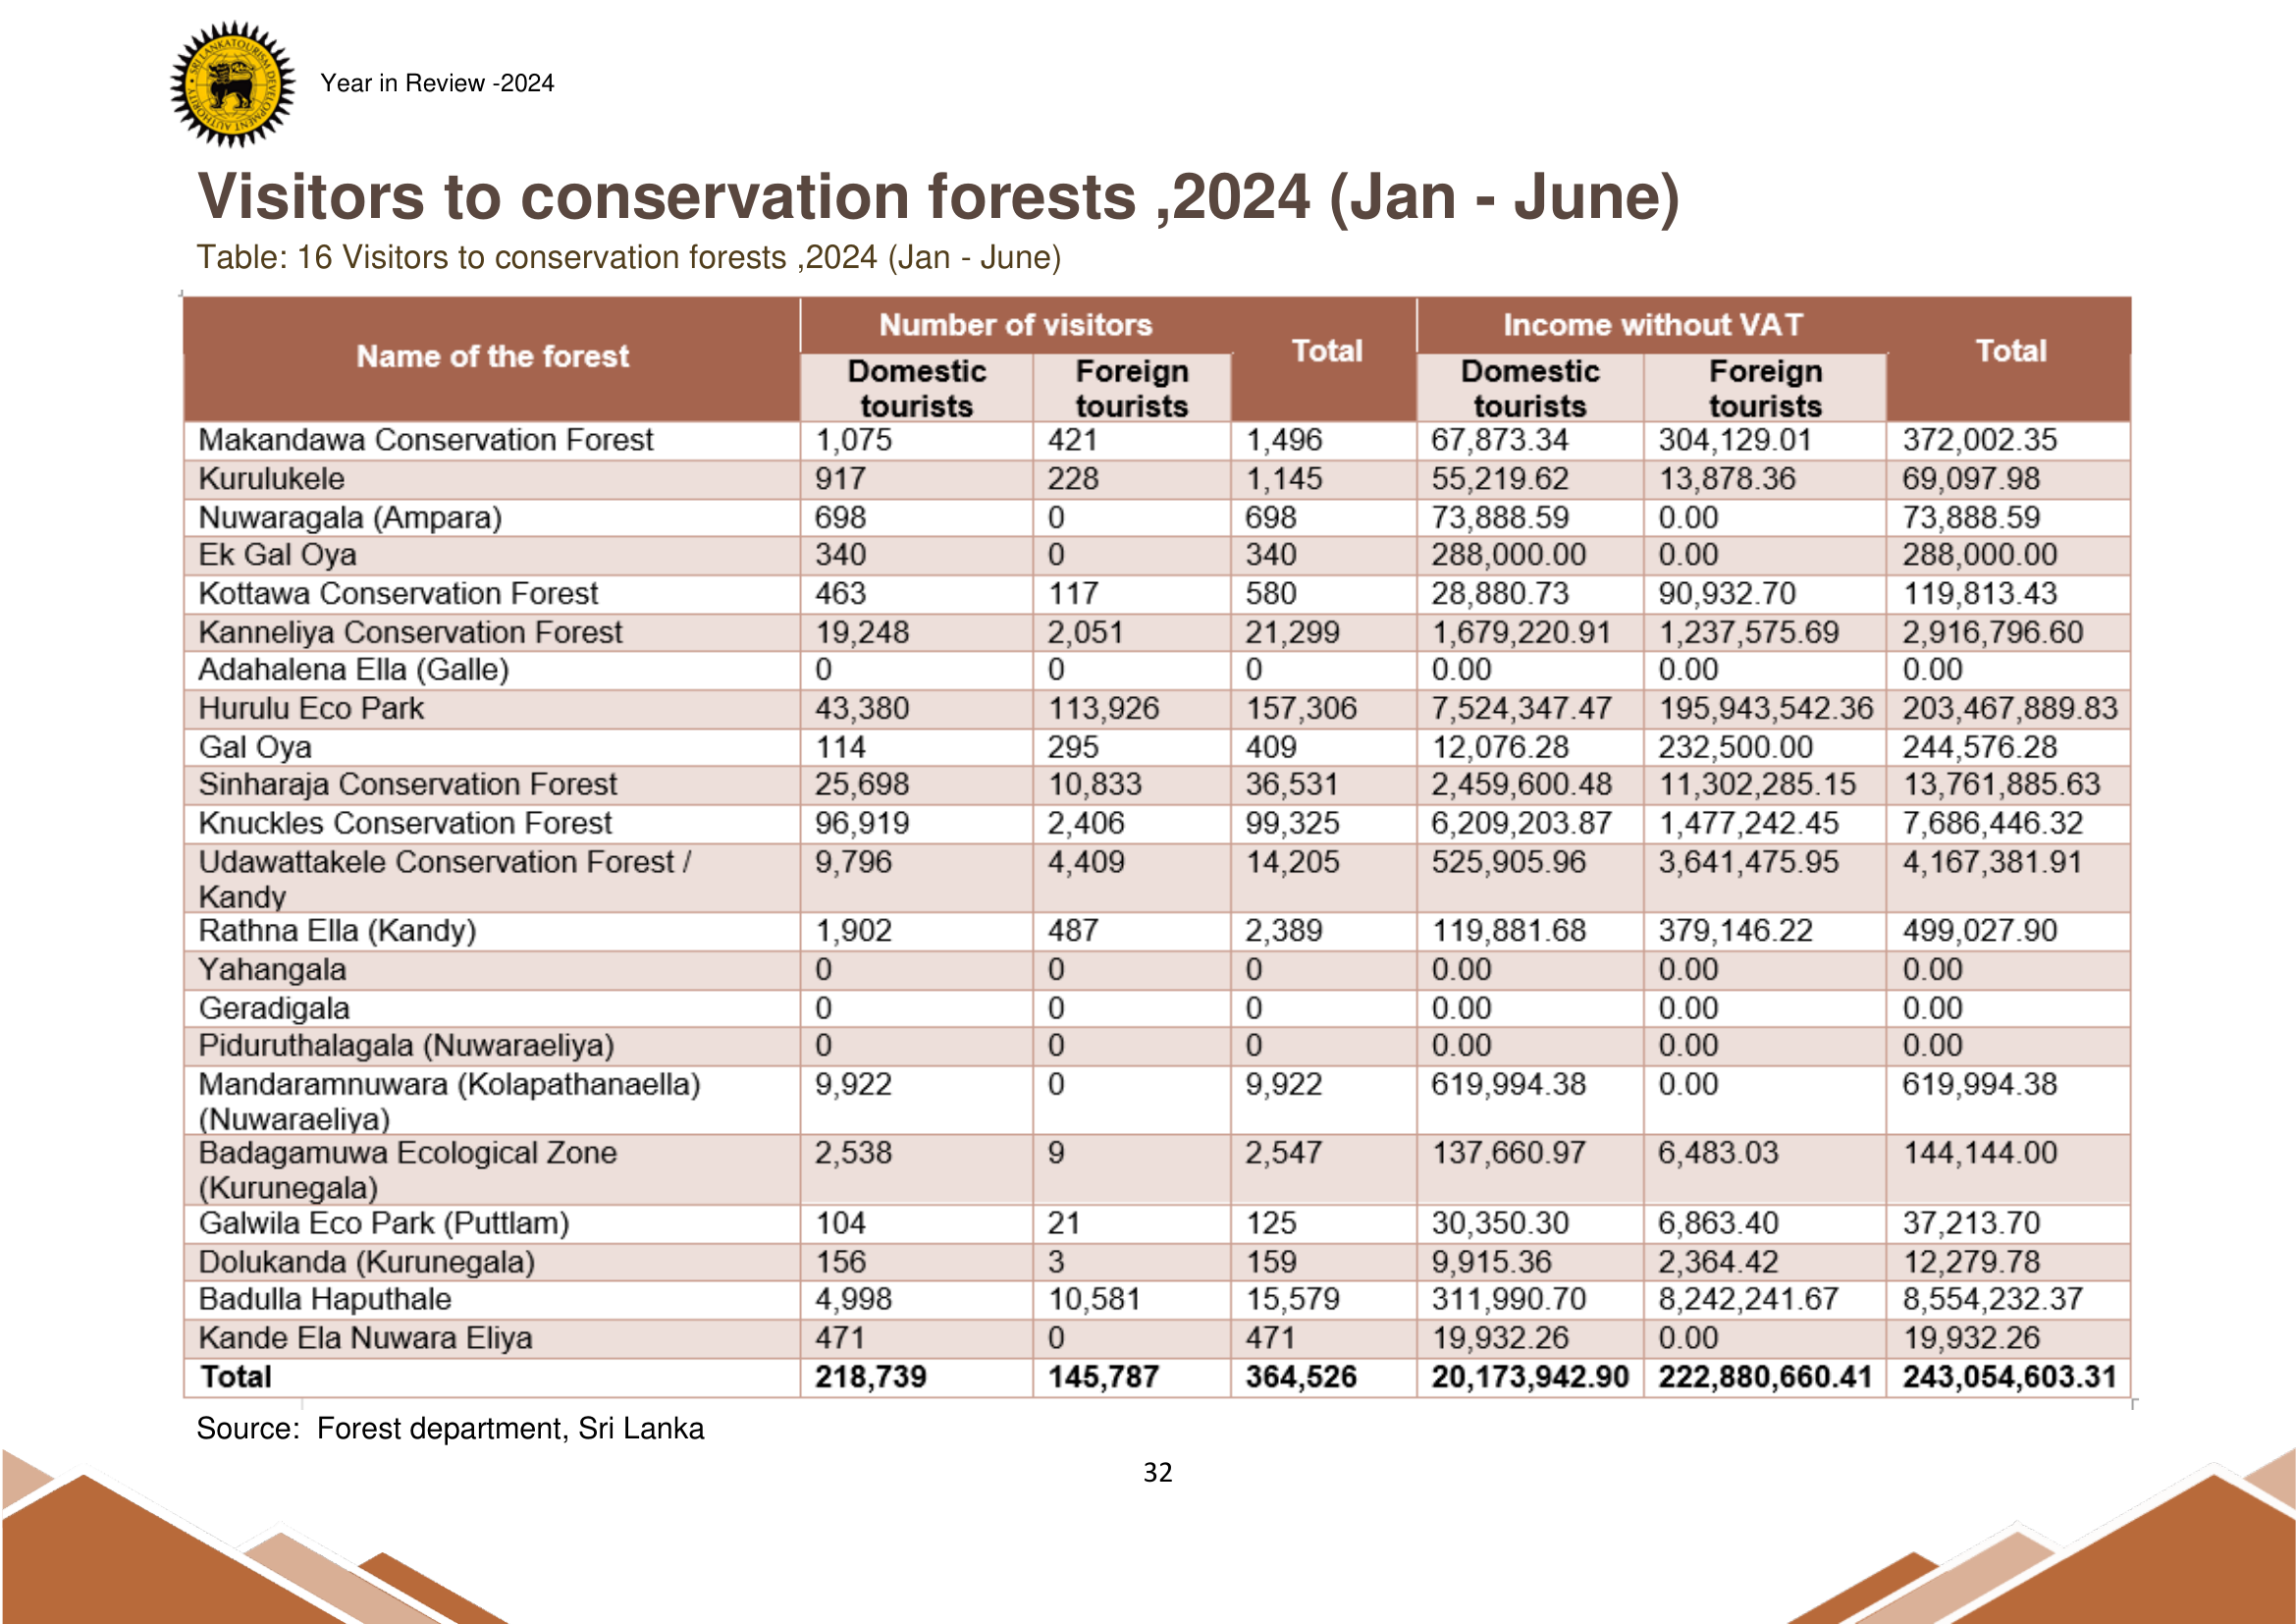 SRI LANKA TOURISM DEVELOPMENT AUTHORITY
Year in Review -2024
Visitors to conservation forests ,2024 (Jan - June)
Table: 16 Visitors to conservation forests ,2024 (Jan - June)
Name of the forest Number of visitors Total Income without VAT Total
Domestic tourists Foreign tourists Domestic tourists Foreign tourists
Makandawa Conservation Forest 1,075 421 1,496 67,873.34 304,129.01 372,002.35
Kurulukele 917 228 1,145 55,219.62 13,878.36 69,097.98
Nuwaragala (Ampara) 698 0 698 73,888.59 0.00 73,888.59
Ek Gal Oya 340 0 340 288,000.00 0.00 288,000.00
Kottawa Conservation Forest 463 117 580 28,880.73 90,932.70 119,813.43
Kanneliya Conservation Forest 19,248 2,051 21,299 1,679,220.91 1,237,575.69 2,916,796.60
Adahalena Ella (Galle) 0 0 0 0.00 0.00 0.00
Hurulu Eco Park 43,380 113,926 157,306 7,524,347.47 195,943,542.36 203,467,889.83
Gal Oya 114 295 409 12,076.28 232,500.00 244,576.28
Sinharaja Conservation Forest 25,698 10,833 36,531 2,459,600.48 11,302,285.15 13,761,885.63
Knuckles Conservation Forest 96,919 2,406 99,325 6,209,203.87 1,477,242.45 7,686,446.32
Udawattakele Conservation Forest / 9,796 4,409 14,205 525,905.96 3,641,475.95 4,167,381.91
Kandy
Rathna Ella (Kandy) 1,902 487 2,389 119,881.68 379,146.22 499,027.90
Yahangala 0 0 0 0.00 0.00 0.00
Geradigala 0 0 0 0.00 0.00 0.00
Piduruthalagala (Nuwaraeliya) 0 0 0 0.00 0.00 0.00
Mandaramnuwara (Kolapathanaella) 9,922 0 9,922 619,994.38 0.00 619,994.38
(Nuwaraeliya)
Badagamuwa Ecological Zone 2,538 9 2,547 137,660.97 6,483.03 144,144.00
(Kurunegala)
Galwila Eco Park (Puttlam) 104 21 125 30,350.30 6,863.40 37,213.70
Dolukanda (Kurunegala) 156 3 159 9,915.36 2,364.42 12,279.78
Badulla Haputhale 4,998 10,581 15,579 311,990.70 8,242,241.67 8,554,232.37
Kande Ela Nuwara Eliya 471 0 471 19,932.26 0.00 19,932.26
Total 218,739 145,787 364,526 20,173,942.90 222,880,660.41 243,054,603.31
Source: Forest department, Sri Lanka
32